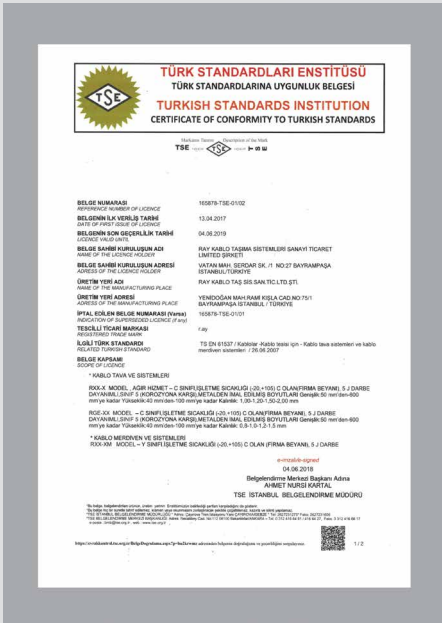 TÜRK STANDARDLARI ENSTİTÜSÜ
TÜRK STANDARDLARINA UYGUNLUK BELGESİ
TURKISH STANDARDS INSTITUTION
CERTIFICATE OF CONFORMITY TO TURKISH STANDARDS
TSE
Markanın Tanımı Description of the Mark
TSE TSE TSE
BELGE NUMARASI 165878-TSE-01/02
REFERENCE NUMBER OF LICENCE
BELGENİN İLK VERİLİŞ TARİHİ 13.04.2017
DATE OF FIRST ISSUE OF LICENCE
BELGENİN SON GEÇERLİLİK TARİHİ 04.06.2019
LICENCE VALID UNTIL
BELGE SAHİBİ KURULUŞUN ADI RAY KABLO TAŞIMA SİSTEMLERİ SANAYİ TİCARET
NAME OF THE LICENCE HOLDER LIMITED ŞİRKETİ
BELGE SAHİBİ KURULUŞUN ADRESİ VATAN MAH. SERDAR SK. /1 NO:27 BAYRAMPAŞA
ADRESS OF THE LICENCE HOLDER İSTANBUL/TÜRKİYE
ÜRETİM YERİ ADI RAY KABLO TAŞ SİS.SAN.TİC.LTD.ŞTİ.
NAME OF THE MANUFACTURING PLACE
ÜRETİM YERİ ADRESİ YENİDOĞAN MAH.RAMİ KIŞLA CAD.NO:75/1
ADRESS OF THE MANUFACTURING PLACE BAYRAMPAŞA İSTANBUL / TÜRKİYE
İPTAL EDİLEN BELGE NUMARASI (Varsa) 165878-TSE-01/01
INDICATION OF SUPERSEDED LICENCE (if any)
TESCİLLİ TİCARİ MARKASI r.ay
REGISTERED TRADE MARK
İLGİLİ TÜRK STANDARDI TS EN 61537 / Kablolar -Kablo tesisi için - Kablo tava sistemleri ve kablo
RELATED TURKISH STANDARD merdiven sistemleri / 26.06.2007
BELGE KAPSAMI
SCOPE OF LICENCE
* KABLO TAVA VE SİSTEMLERİ
RXX-X MODEL , AĞIR HİZMET – C SINIFI,İŞLETME SICAKLIĞI (-20,+105) C OLAN(FİRMA BEYANI), 5 J DARBE
DAYANIMLI,SINIF 5 (KOROZYONA KARŞI),METALDEN İMAL EDİLMİŞ BOYUTLARI Genişlik:50 mm'den-600
mm'ye kadar Yükseklik:40 mm'den-100 mm'ye kadar Kalınlık: 1,00-1,20-1,50-2,00 mm
RGE-XX MODEL – C SINIFI,İŞLETME SICAKLIĞI (-20,+105) C OLAN(FİRMA BEYANI), 5 J DARBE
DAYANIMLI,SINIF 5 (KOROZYONA KARŞI),METALDEN İMAL EDİLMİŞ BOYUTLARI Genişlik:50 mm'den-600
mm'ye kadar Yükseklik:40 mm'den-100 mm'ye kadar Kalınlık: 0,8-1,0-1,2-1,5 mm
* KABLO MERDİVEN VE SİSTEMLERİ
RXX-XM MODEL – Y SINIFI,İŞLETME SICAKLIĞI (-20,+105) C OLAN (FİRMA BEYANI), 5 J DARBE
e-imzalıdır-signed
04.06.2018
Belgelendirme Merkezi Başkanı Adına
AHMET NURSİ KARTAL
TSE İSTANBUL BELGELENDİRME MÜDÜRÜ
1 / 2